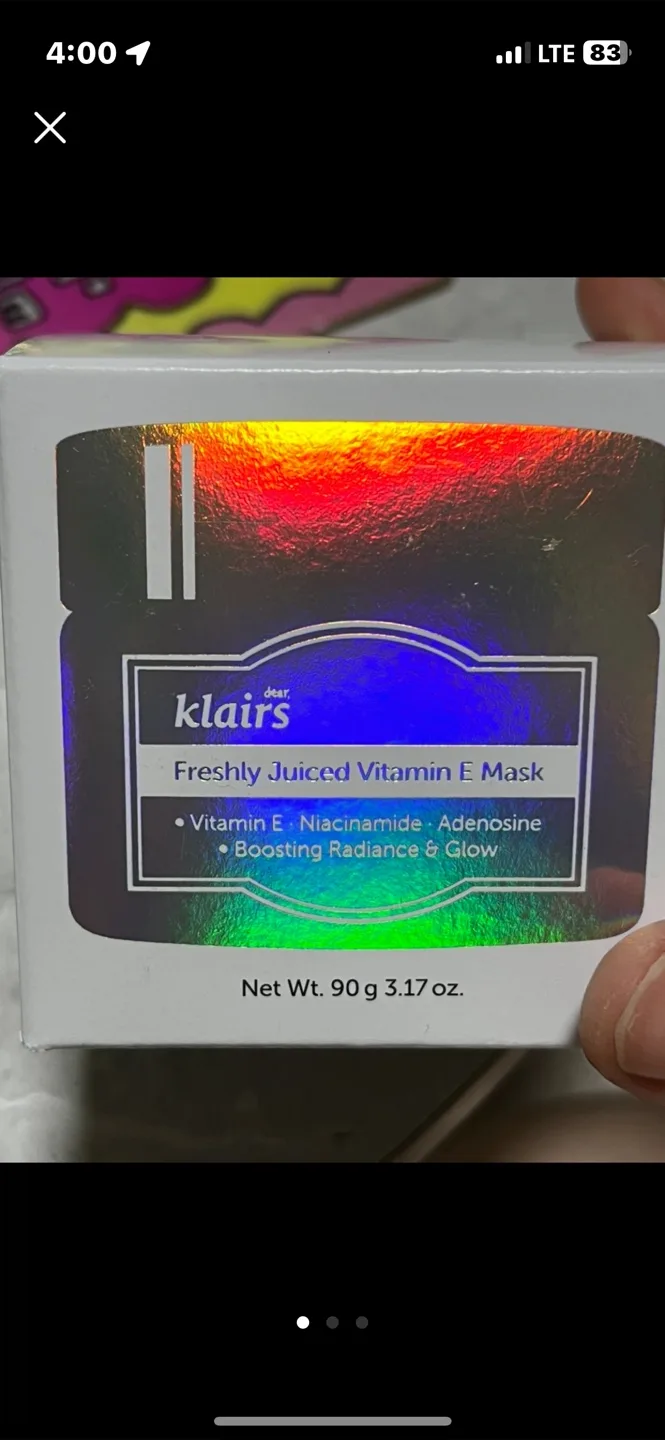 4:00
LTE 83
dear,
klairs
Freshly Juiced Vitamin E Mask
• Vitamin E · Niacinamide · Adenosine
• Boosting Radiance & Glow
Net Wt. 90 g 3.17 oz.